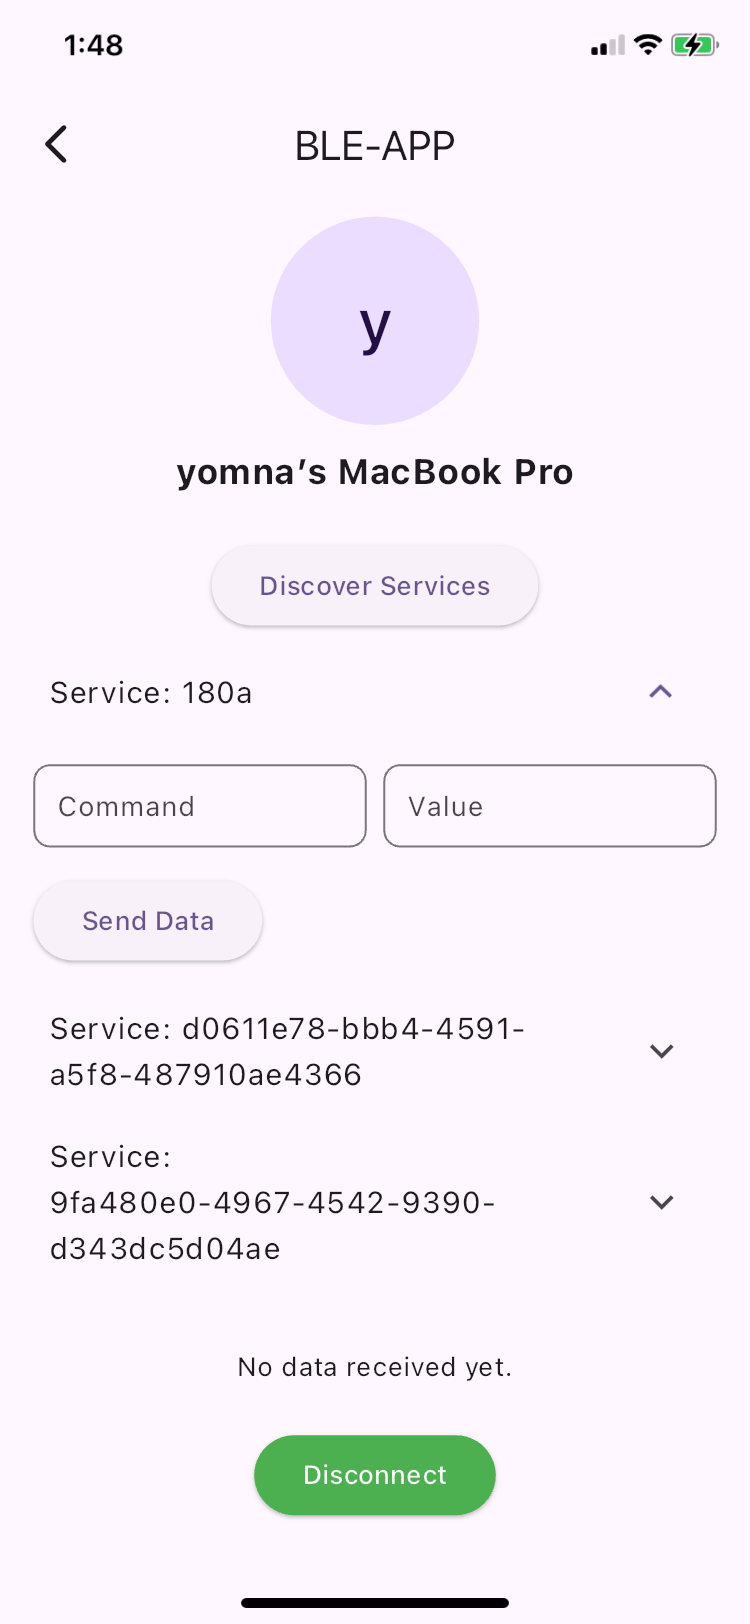 1:48
BLE-APP
y
yomna’s MacBook Pro
Discover Services
Service: 180a
Command
Value
Send Data
Service: d0611e78-bbb4-4591-
a5f8-487910ae4366
Service:
9fa480e0-4967-4542-9390-
d343dc5d04ae
No data received yet.
Disconnect